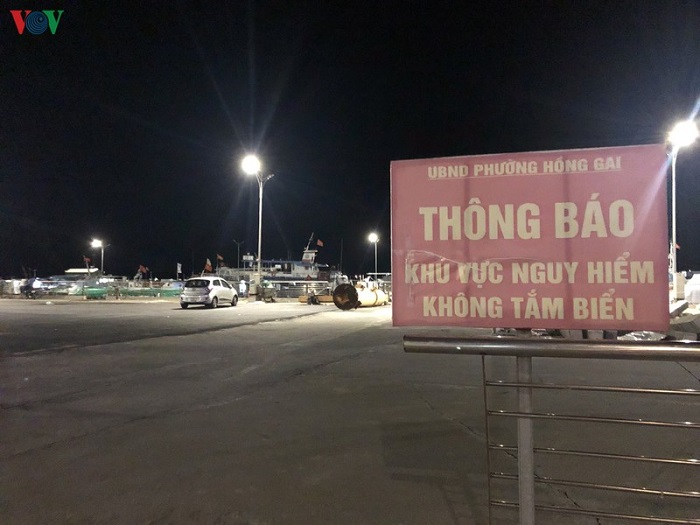 VOV
UBND PHƯỜNG HỒNG GAI
THÔNG BÁO
KHU VỰC NGUY HIỂM
KHÔNG TẮM BIỂN